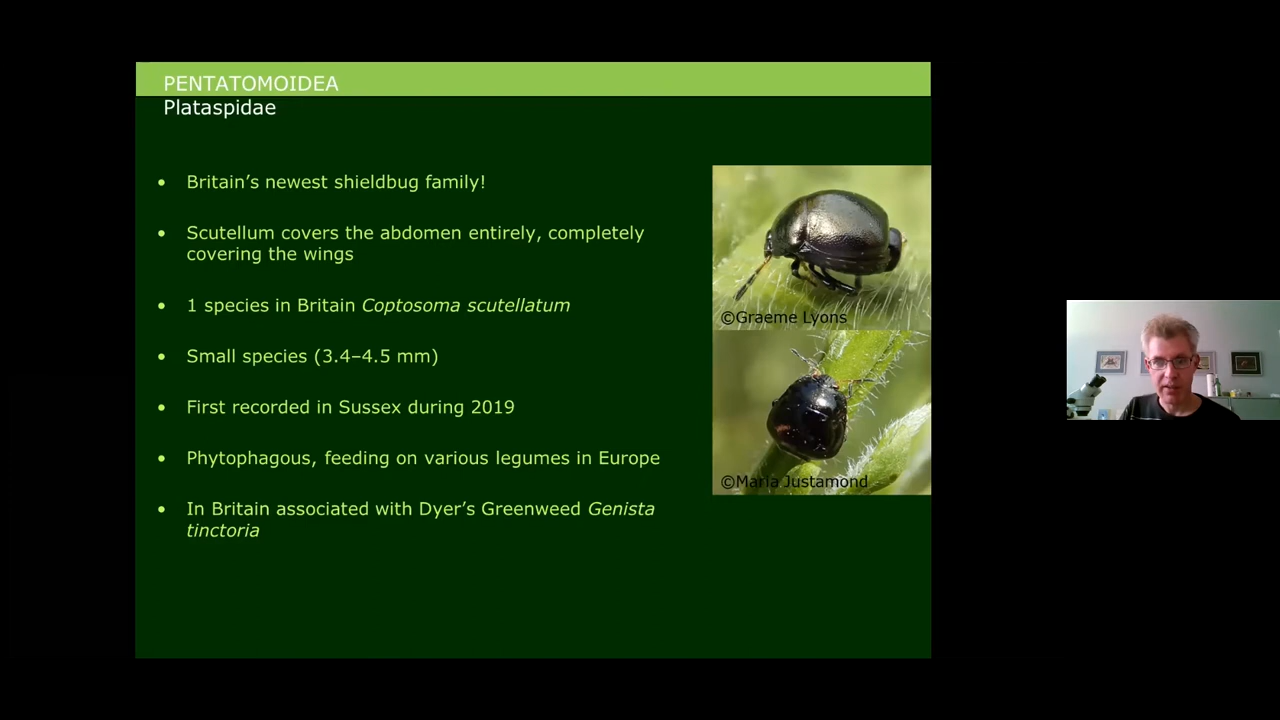 PENTATOMOIDEA
Plataspidae
• Britain’s newest shieldbug family!
• Scutellum covers the abdomen entirely, completely
covering the wings
• 1 species in Britain Coptosoma scutellatum
• Small species (3.4–4.5 mm)
• First recorded in Sussex during 2019
• Phytophagous, feeding on various legumes in Europe
• In Britain associated with Dyer’s Greenweed Genista
tinctoria
©Graeme Lyons
©Maria Justamond